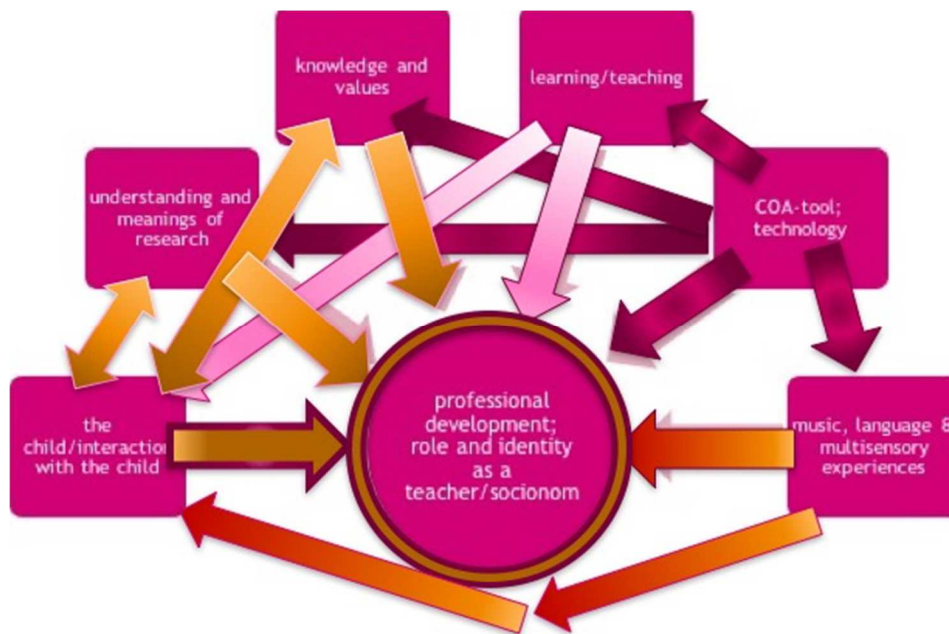 knowledge and
values
learning/teaching
understanding and
meanings of
research
COA-tool;
technology
the
child/interaction
with the child
professional
development;
role and identity
as a
teacher/socionom
music, language &
multisensory
experiences